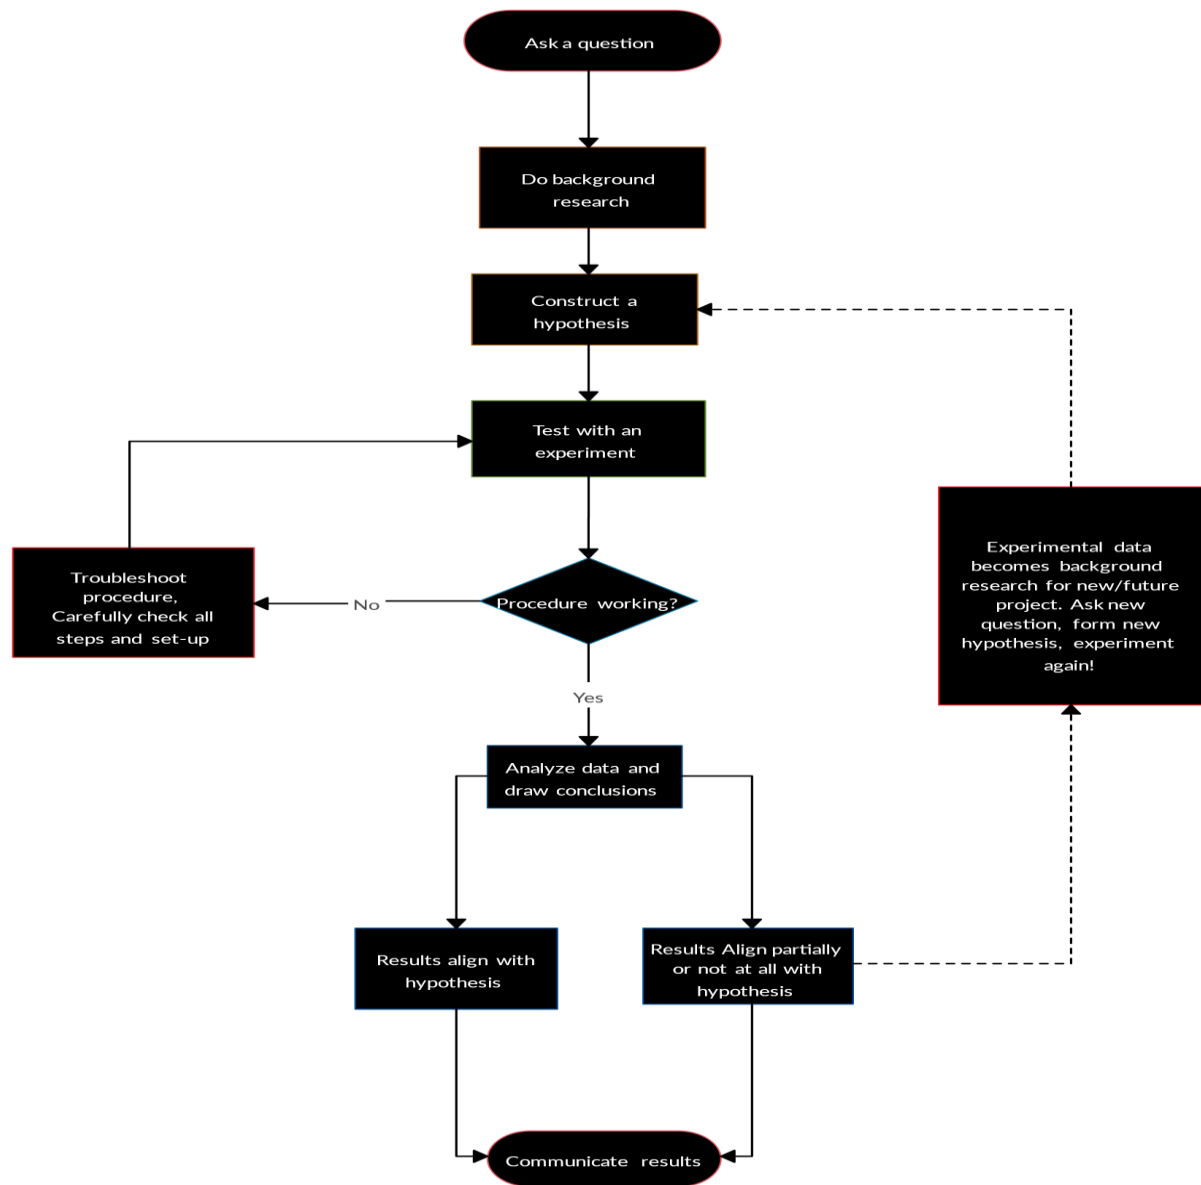 Ask a question
Do background
research
Construct a
hypothesis
Test with an
experiment
Troubleshoot
procedure,
Carefully check all
steps and set-up
No
Procedure working?
Experimental data
becomes background
research for new/future
project. Ask new
question, form new
hypothesis, experiment
again!
Yes
Analyze data and
draw conclusions
Results align with
hypothesis
Results Align partially
or not at all with
hypothesis
Communicate results